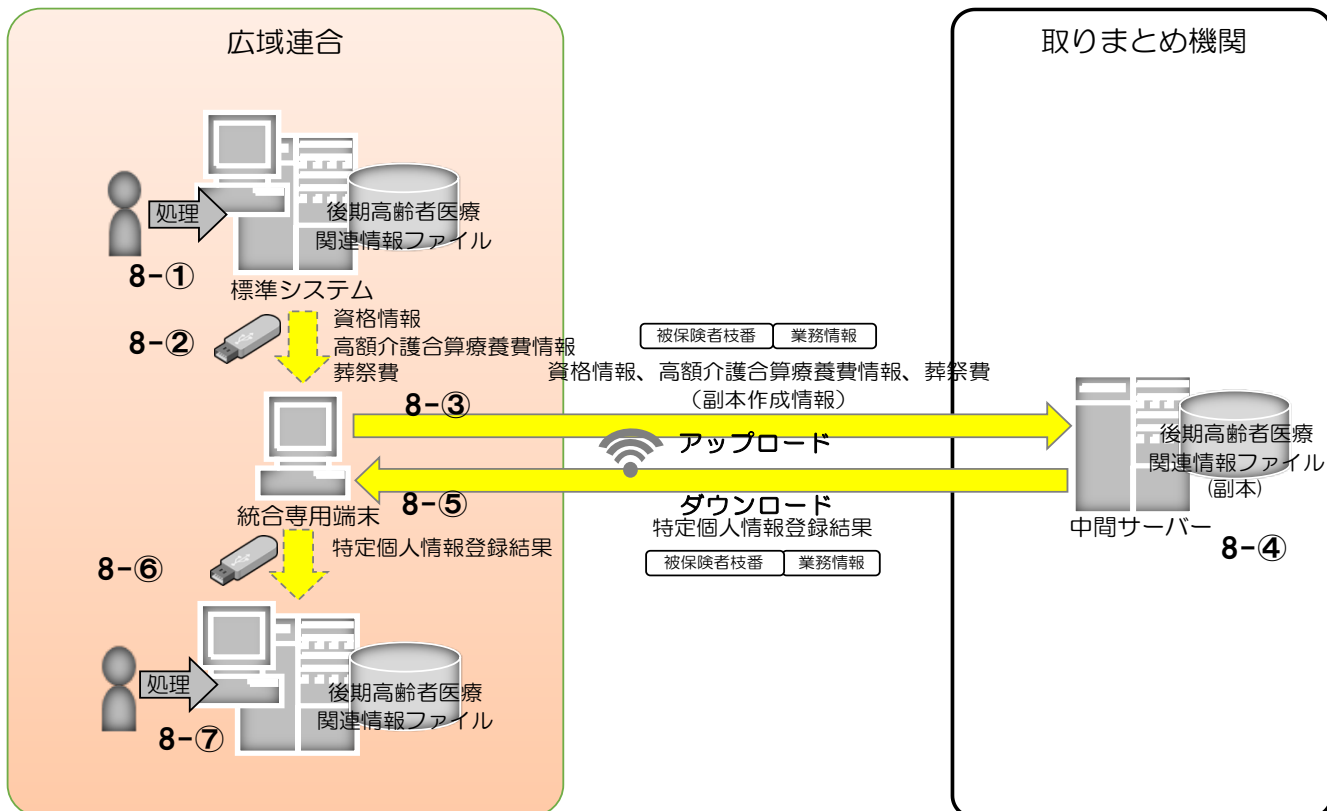 広域連合
取りまとめ機関
処理
後期高齢者医療
関連情報ファイル
8-①
標準システム
8-②
資格情報
高額介護合算療養費情報
葬祭費
被保険者枝番
業務情報
資格情報、高額介護合算療養費情報、葬祭費
(副本作成情報)
8-③
アップロード
後期高齢者医療
関連情報ファイル
(副本)
中間サーバー
8-④
8-⑤
ダウンロード
特定個人情報登録結果
被保険者枝番
業務情報
統合専用端末
8-⑥
特定個人情報登録結果
処理
後期高齢者医療
関連情報ファイル
8-⑦